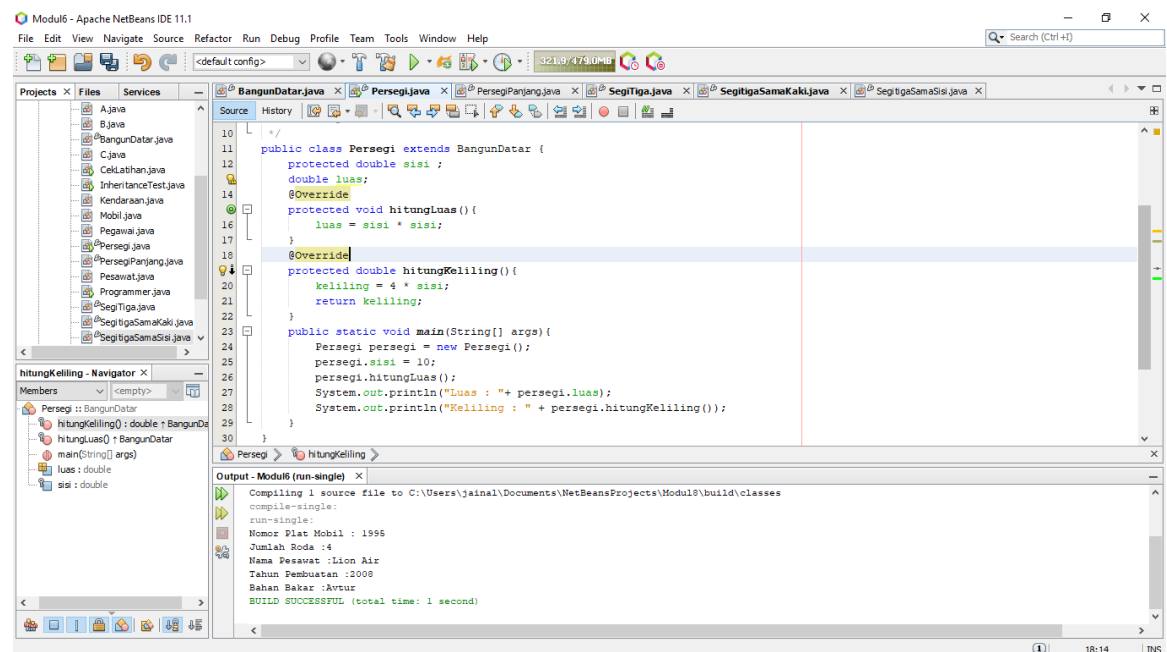 Modul6 - Apache NetBeans IDE 11.1
File Edit View Navigate Source Refactor Run Debug Profile Team Tools Window Help
Search (Ctrl+I)
<default config>
321.9/479.0MB
Projects Files Services
A.java
B.java
BangunDatar.java
C.java
CekLatihan.java
InheritanceTest.java
Kendaraan.java
Mobil.java
Pegawai.java
Persegi.java
PersegiPanjang.java
Pesawat.java
Programmer.java
SegiTiga.java
SegitigaSamaKaki.java
SegitigaSamaSisi.java
hitungKeliling - Navigator
Members <empty>
Persegi :: BangunDatar
hitungKeliling() : double ↑ BangunDa
hitungLuas() ↑ BangunDatar
main(String[] args)
luas : double
sisi : double
BangunDatar.java Persegi.java PersegiPanjang.java SegiTiga.java SegitigaSamaKaki.java SegitigaSamaSisi.java
Source History
10 */
11 public class Persegi extends BangunDatar {
12 protected double sisi ;
double luas;
14 @Override
protected void hitungLuas(){
16 luas = sisi * sisi;
17 }
18 @Override
protected double hitungKeliling(){
20 keliling = 4 * sisi;
21 return keliling;
22 }
23 public static void main(String[] args){
24 Persegi persegi = new Persegi();
25 persegi.sisi = 10;
26 persegi.hitungLuas();
27 System.out.println("Luas : "+ persegi.luas);
28 System.out.println("Keliling : " + persegi.hitungKeliling());
29 }
30 }
Persegi hitungKeliling
Output - Modul6 (run-single)
Compiling 1 source file to C:\Users\jainal\Documents\NetBeansProjects\Modul8\build\classes
compile-single:
run-single:
Nomor Plat Mobil : 1995
Jumlah Roda :4
Nama Pesawat :Lion Air
Tahun Pembuatan :2008
Bahan Bakar :Avtur
BUILD SUCCESSFUL (total time: 1 second)
1 18:14 INS